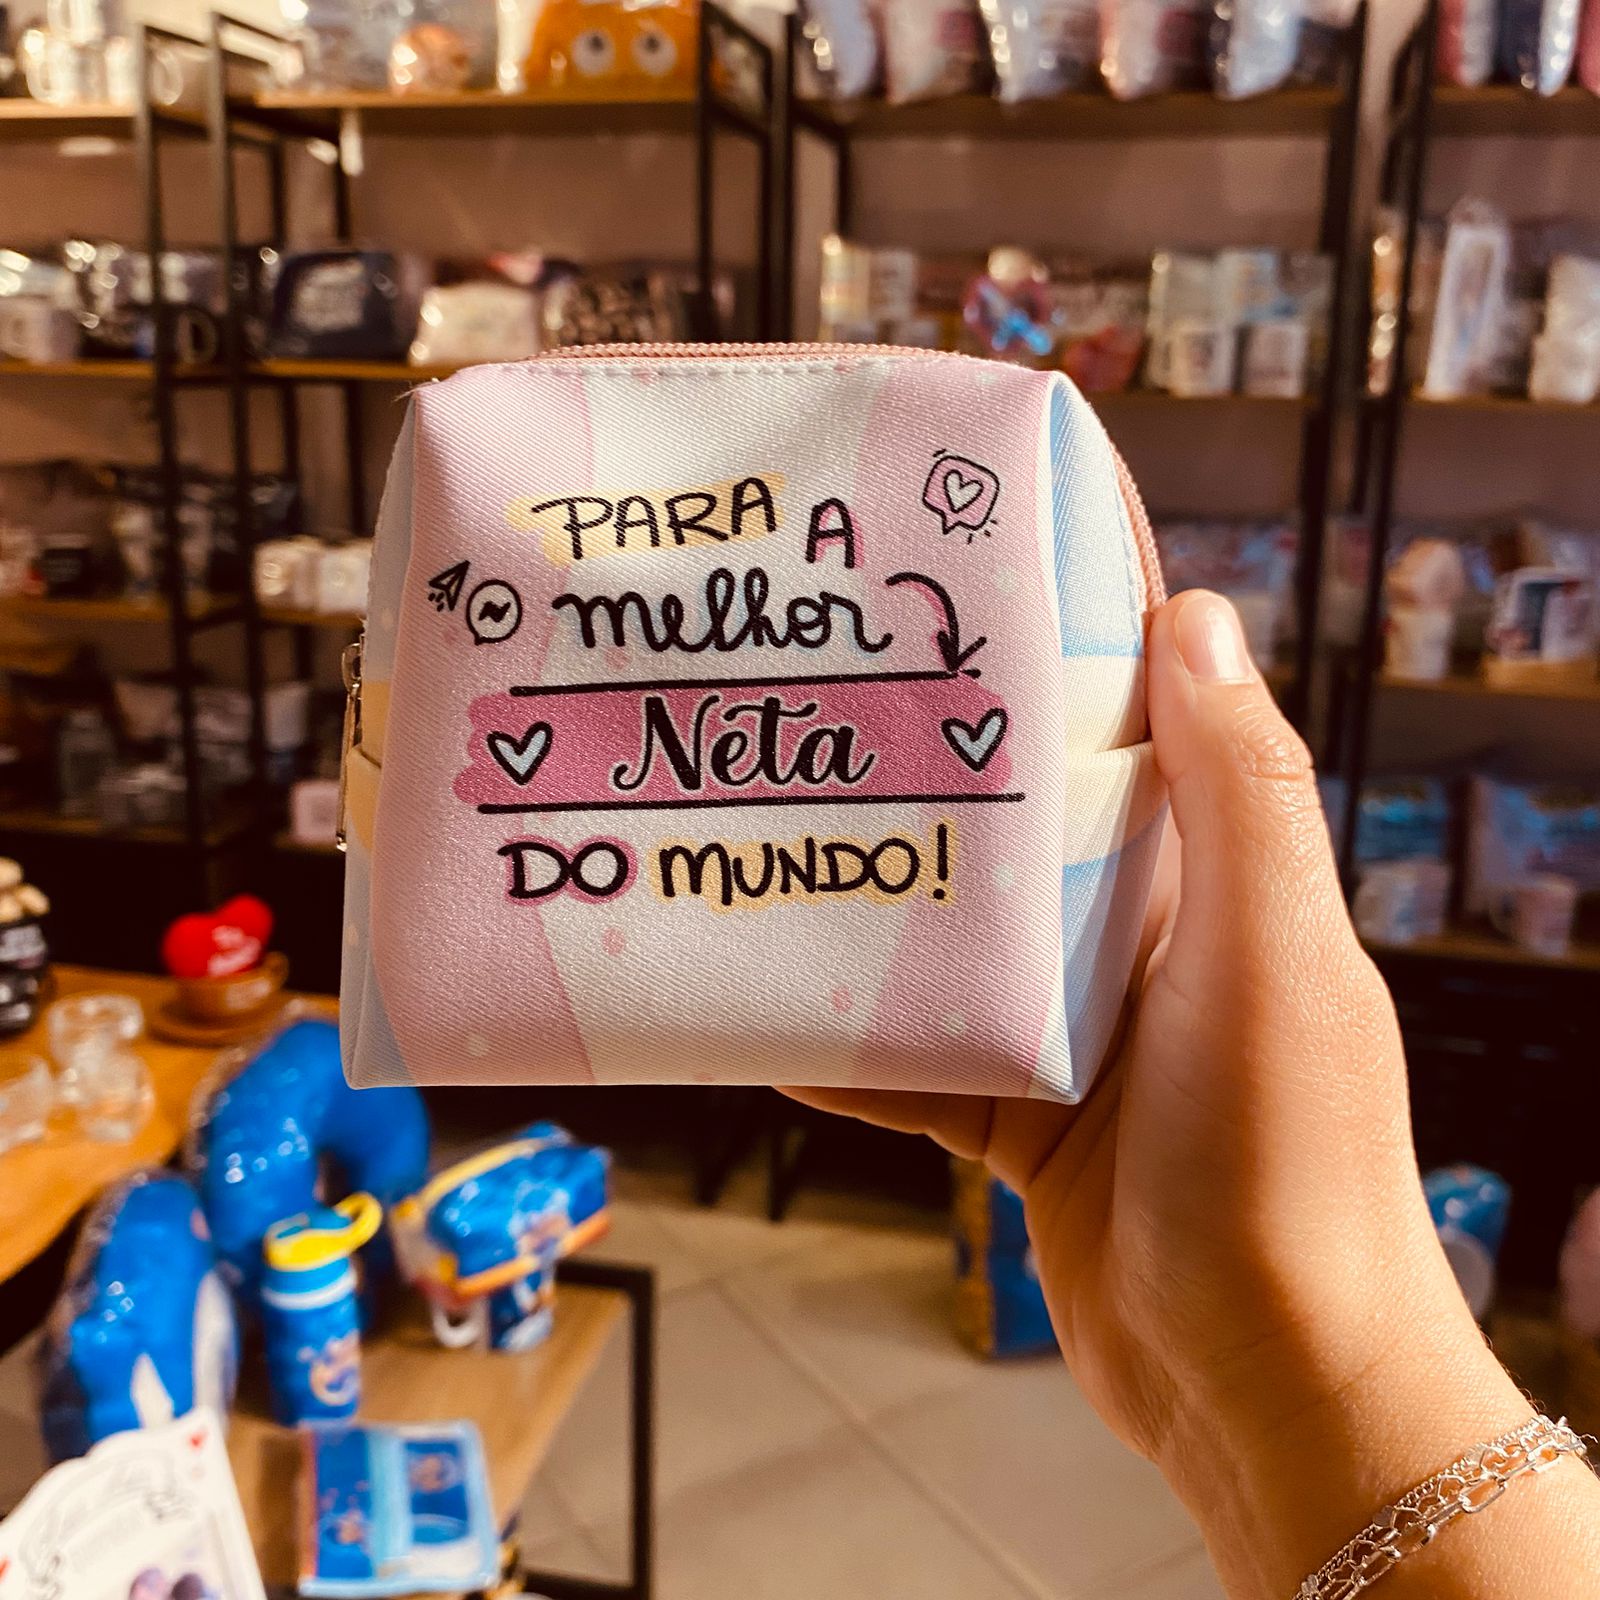 PARA A
melhor
Neta
DO MUNDO!